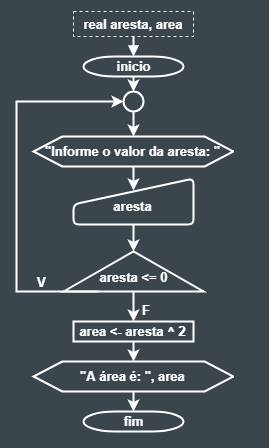 real aresta, area
inicio
"Informe o valor da aresta: "
aresta
aresta <= 0
V
F
area <- aresta ^ 2
"A área é: ", area
fim